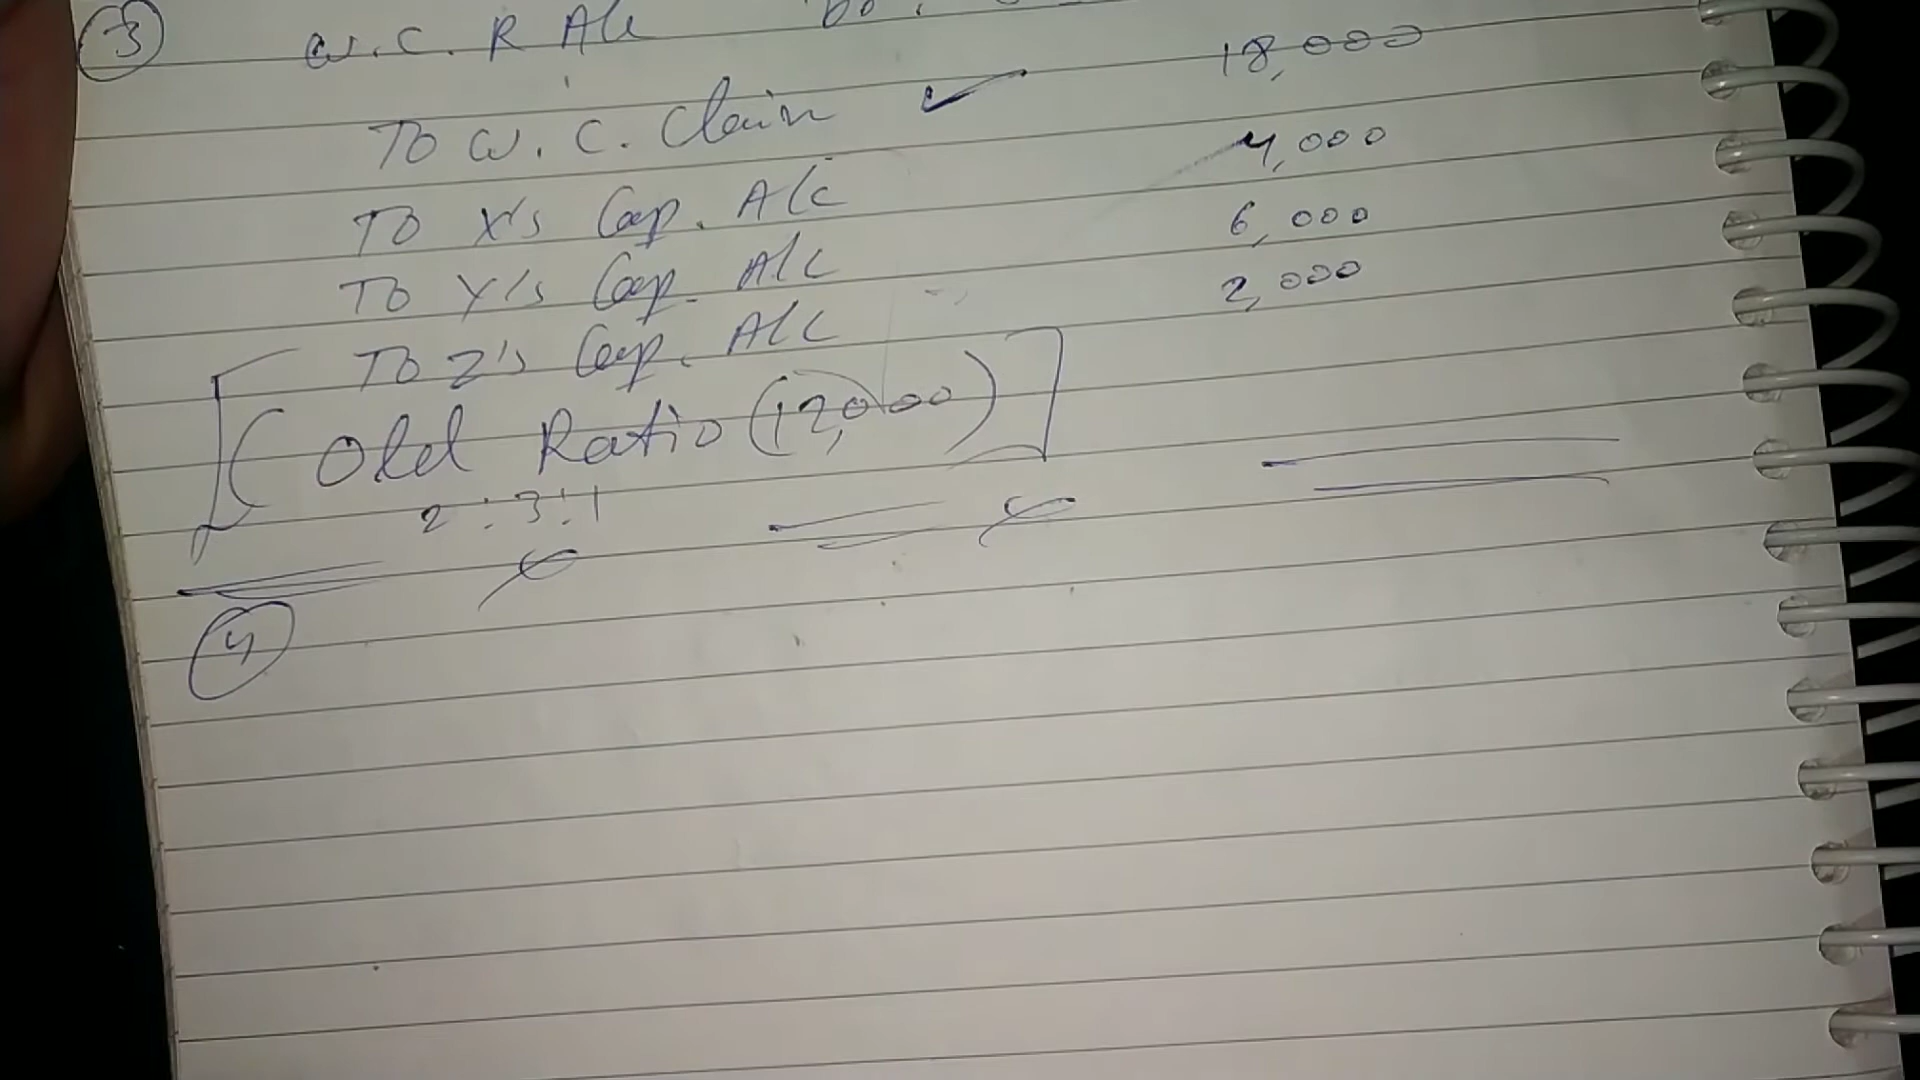 ③ W.C.R A/c
To W.C. Claim ✓ 18,000
To X's Cap. A/c 4,000
To Y's Cap. A/c 6,000
To Z's Cap. A/c 2,000
[(Old Ratio (12,000)]
2:3:1
④